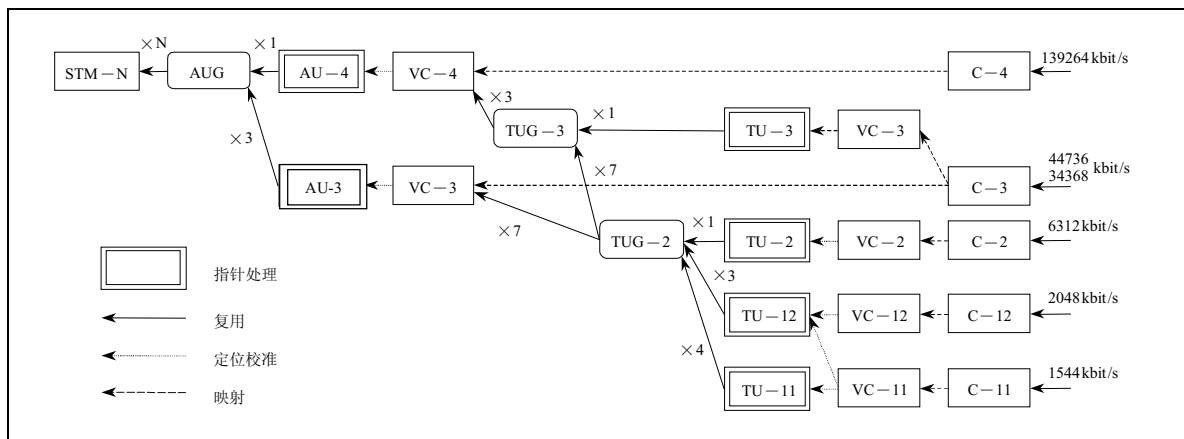 ×N
×1
STM－N
AUG
AU－4
VC－4
C－4
139264kbit/s
×3
×1
TUG－3
TU－3
VC－3
×3
×7
44736
34368
kbit/s
AU-3
VC－3
C－3
×7
×1
TUG－2
TU－2
VC－2
C－2
6312kbit/s
指针处理
×3
2048kbit/s
复用
TU－12
VC－12
C－12
×4
定位校准
1544kbit/s
映射
TU－11
VC－11
C－11